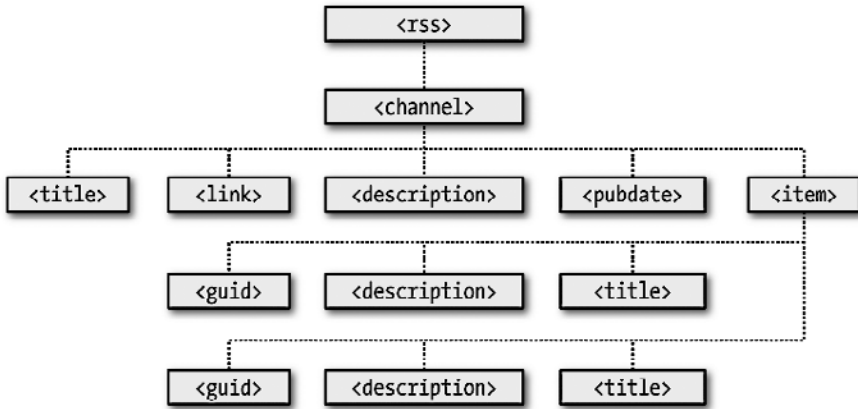 <rss>
<channel>
<title> <link> <description> <pubdate> <item>
<guid> <description> <title>
<guid> <description> <title>